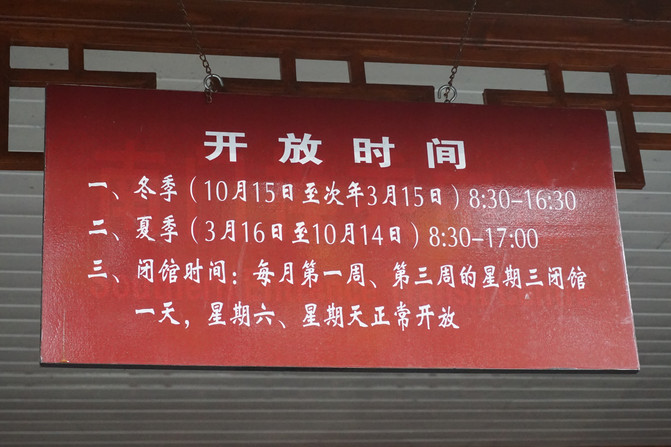 开放时间
一、冬季（10月15日至次年3月15日）8:30-16:30
二、夏季（3月16日至10月14日）8:30-17:00
三、闭馆时间：每月第一周、第三周的星期三闭馆
一天，星期六、星期天正常开放